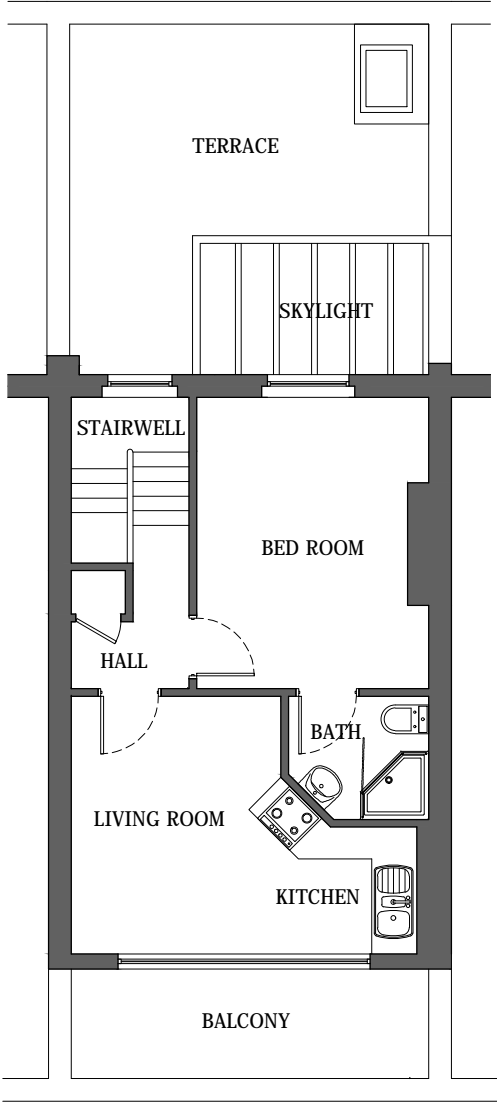 TERRACE
SKYLIGHT
STAIRWELL
BED ROOM
HALL
BATH
LIVING ROOM
KITCHEN
BALCONY